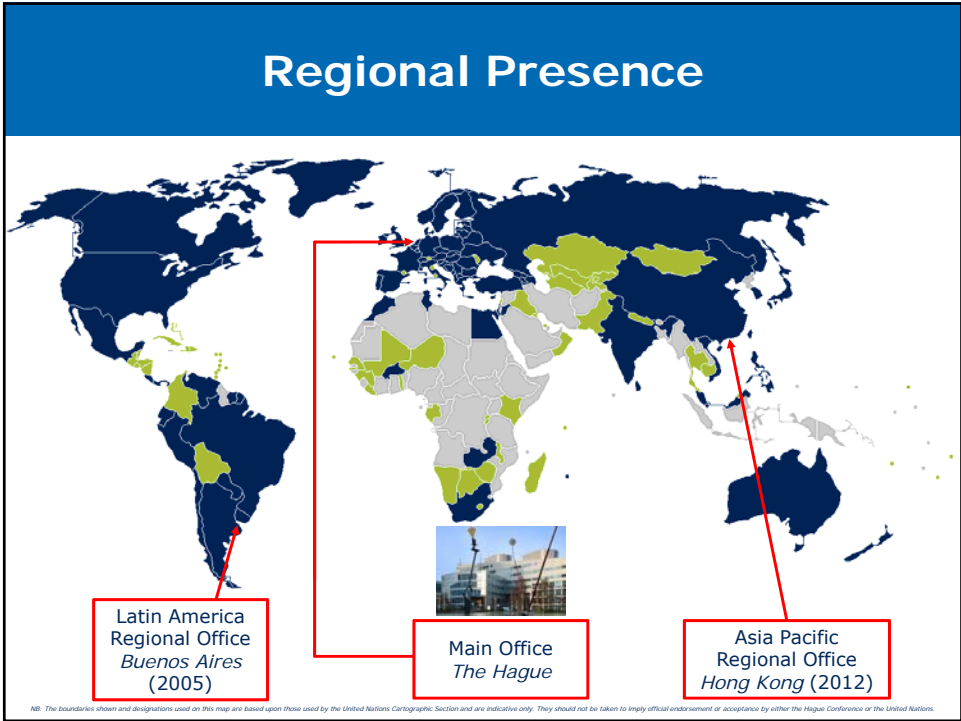 Regional Presence
Latin America
Regional Office
Buenos Aires
(2005)
Main Office
The Hague
Asia Pacific
Regional Office
Hong Kong (2012)
NB: The boundaries shown and designations used on this map are based upon those used by the United Nations Cartographic Section and are indicative only. They should not be taken to imply official endorsement or acceptance by either the Hague Conference or the United Nations.